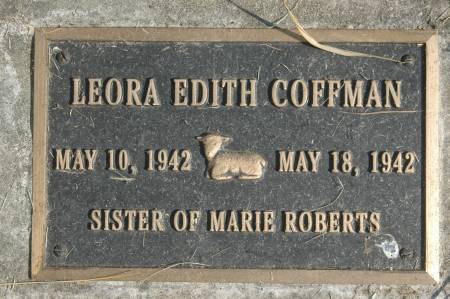 LEORA EDITH COFFMAN
MAY 10, 1942 MAY 18, 1942
SISTER OF MARIE ROBERTS